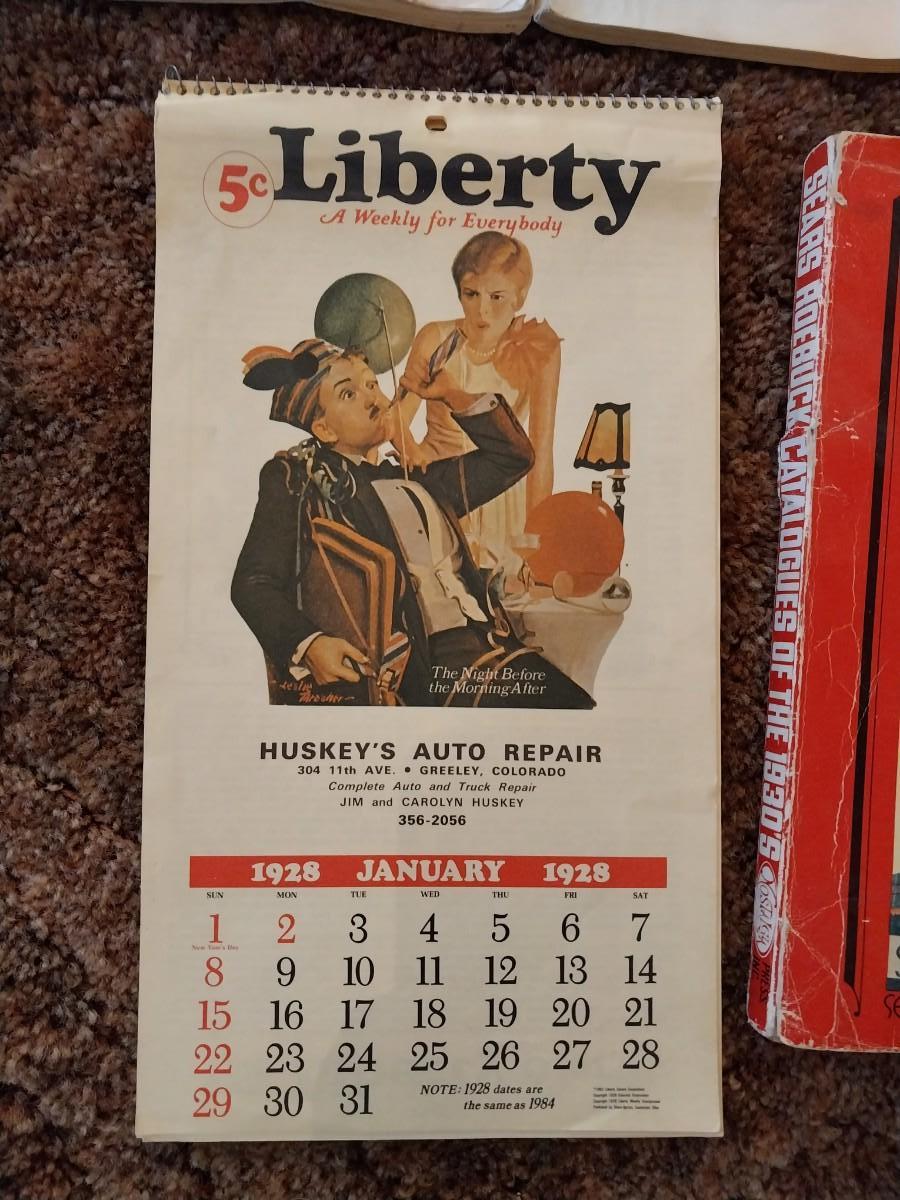 5c
Liberty
A Weekly for Everybody
Leslie
Thrasher
The Night Before
the Morning After
HUSKEY'S AUTO REPAIR
304 11th AVE. • GREELEY, COLORADO
Complete Auto and Truck Repair
JIM and CAROLYN HUSKEY
356-2056
1928 JANUARY 1928
SUN MON TUE WED THU FRI SAT
1 2 3 4 5 6 7
New Year's Day
8 9 10 11 12 13 14
15 16 17 18 19 20 21
22 23 24 25 26 27 28
29 30 31
NOTE: 1928 dates are
the same as 1984
SEARS ROEBUCK CATALOGUES OF THE 1930'S
Nostalgia
PRESS